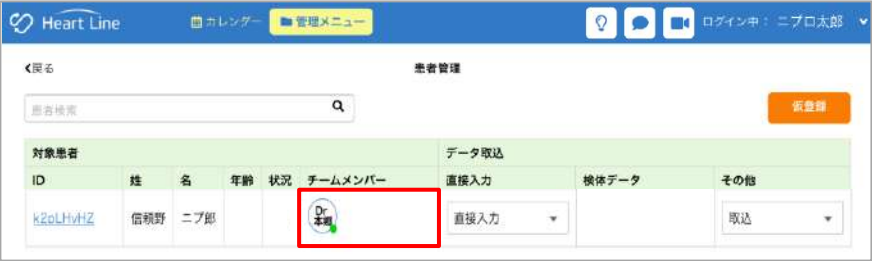 Heart Line カレンダー 管理メニュー ログイン中： ニプロ太郎
戻る 患者管理
患者検索 仮登録
対象患者 データ取込
ID 姓 名 年齢 状況 チームメンバー 直接入力 検体データ その他
k2oLHvHZ 信頼野 ニプ郎 直接入力 取込
Dr